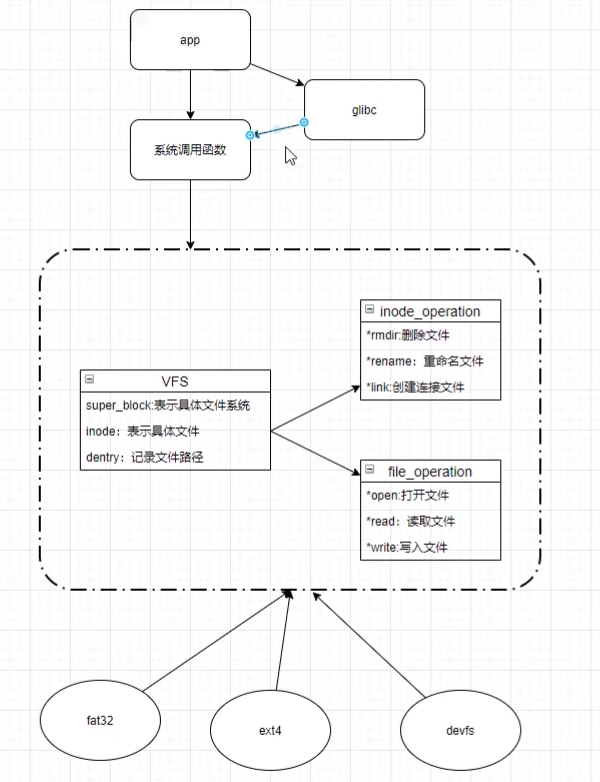 app
glibc
系统调用函数
inode_operation
*rmdir:删除文件
*rename：重命名文件
*link:创建连接文件
VFS
super_block:表示具体文件系统
inode：表示具体文件
dentry：记录文件路径
file_operation
*open:打开文件
*read：读取文件
*write:写入文件
fat32
ext4
devfs